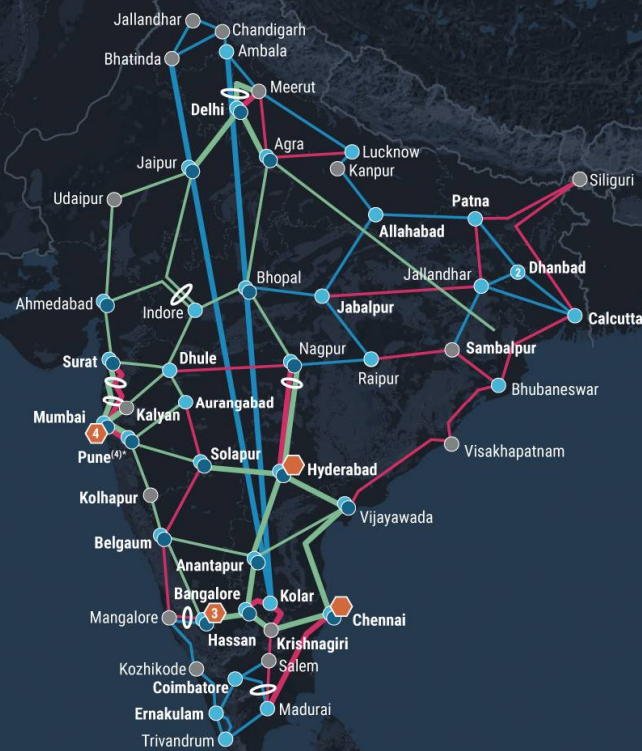 Jallandhar
Chandigarh
Bhatinda
Ambala
Meerut
Delhi
Agra
Lucknow
Jaipur
Kanpur
Siliguri
Udaipur
Patna
Allahabad
Bhopal
Jallandhar
2
Dhanbad
Ahmedabad
Indore
Jabalpur
Calcutta
Surat
Dhule
Nagpur
Sambalpur
Raipur
Bhubaneswar
Kalyan
Aurangabad
Mumbai
4
Pune(4)*
Solapur
Hyderabad
Visakhapatnam
Kolhapur
Vijayawada
Belgaum
Anantapur
Bangalore
Kolar
Mangalore
3
Chennai
Hassan
Krishnagiri
Kozhikode
Salem
Coimbatore
Ernakulam
Madurai
Trivandrum